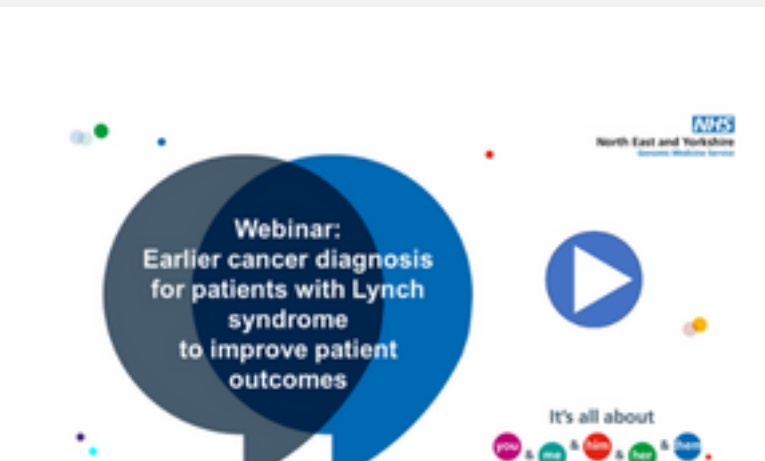 NHS
North East and Yorkshire
Genomic Medicine Service
Webinar:
Earlier cancer diagnosis
for patients with Lynch
syndrome
to improve patient
outcomes
It's all about
you & me & him & her & them